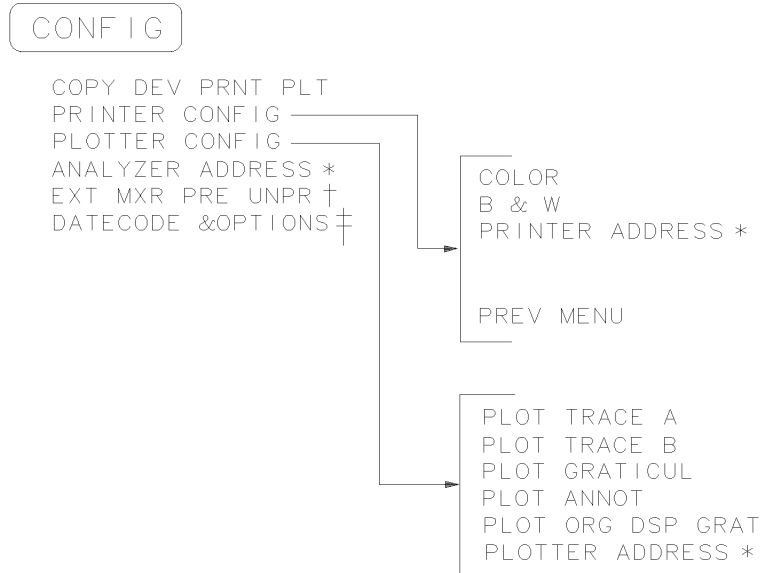 CONFIG
COPY DEV PRNT PLT
PRINTER CONFIG
PLOTTER CONFIG
ANALYZER ADDRESS *
EXT MXR PRE UNPR †
DATECODE &OPTIONS ‡
COLOR
B & W
PRINTER ADDRESS *
PREV MENU
PLOT TRACE A
PLOT TRACE B
PLOT GRATICUL
PLOT ANNOT
PLOT ORG DSP GRAT
PLOTTER ADDRESS *